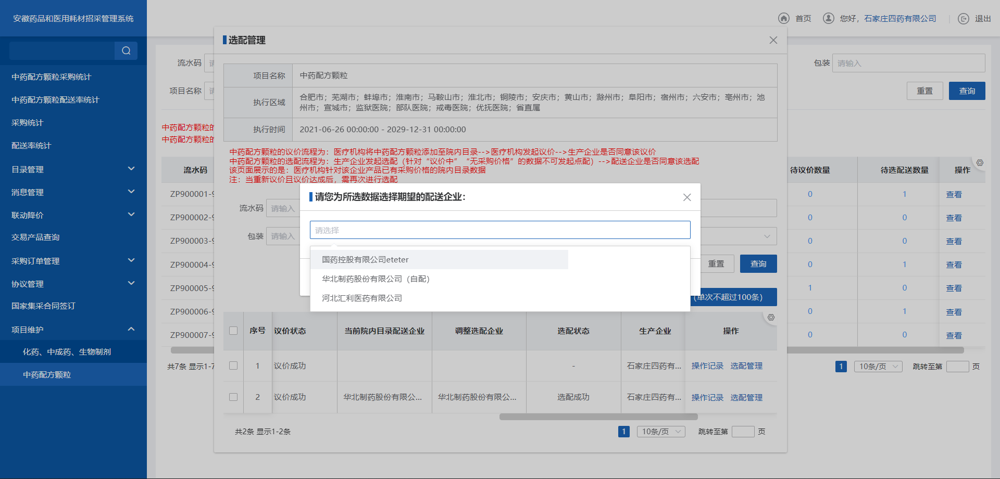 安徽药品和医用耗材招采管理系统
首页
您好，石家庄四药有限公司
退出
中药配方颗粒采购统计
中药配方颗粒配送率统计
采购统计
配送率统计
目录管理
消息管理
联动降价
交易产品查询
采购订单管理
协议管理
国家集采合同签订
项目维护
化药、中成药、生物制剂
中药配方颗粒
流水码 请
包装 请输入
项目名称 请
重置 查询
中药配方颗粒的
中药配方颗粒的
流水码 待议价数量 待选配送数量 操作
ZP900001-9 0 1 查看
ZP900002-9 0 0 查看
ZP900003-9 0 0 查看
ZP900004-9 0 1 查看
ZP900005-9 1 0 查看
ZP900006-9 0 1 查看
ZP900007-9 0 0 查看
共7条 显示1-7
1 10条/页 跳转至第 页
选配管理
项目名称 中药配方颗粒
执行区域 合肥市；芜湖市；蚌埠市；淮南市；马鞍山市；淮北市；铜陵市；安庆市；黄山市；滁州市；阜阳市；宿州市；六安市；亳州市；池
州市；宣城市；监狱医院；部队医院；戒毒医院；优抚医院；省直属
执行时间 2021-06-26 00:00:00 - 2029-12-31 00:00:00
中药配方颗粒的议价流程为：医疗机构将中药配方颗粒添加至院内目录-->医疗机构发起议价-->生产企业是否同意该议价
中药配方颗粒的选配流程为：生产企业发起选配（针对“议价中”“无采购价格”的数据不可发起点配）-->配送企业是否同意该选配
该页面展示的是：医疗机构针对该企业产品已有采购价格的院内目录数据
注：当重新议价且议价达成后，需再次进行选配
流水码 请输入
包装 请输入
重置 查询
（单次不超过100条）
序号 议价状态 当前院内目录配送企业 调整选配企业 选配状态 生产企业 操作
1 议价成功 - 石家庄四药有... 操作记录 选配管理
2 议价成功 华北制药股份有限公... 华北制药股份有限公... 选配成功 石家庄四药有... 操作记录 选配管理
共2条 显示1-2条
1 10条/页 跳转至第 页
请您为所选数据选择期望的配送企业：
请选择
国药控股有限公司eteter
华北制药股份有限公司（自配）
河北汇利医药有限公司